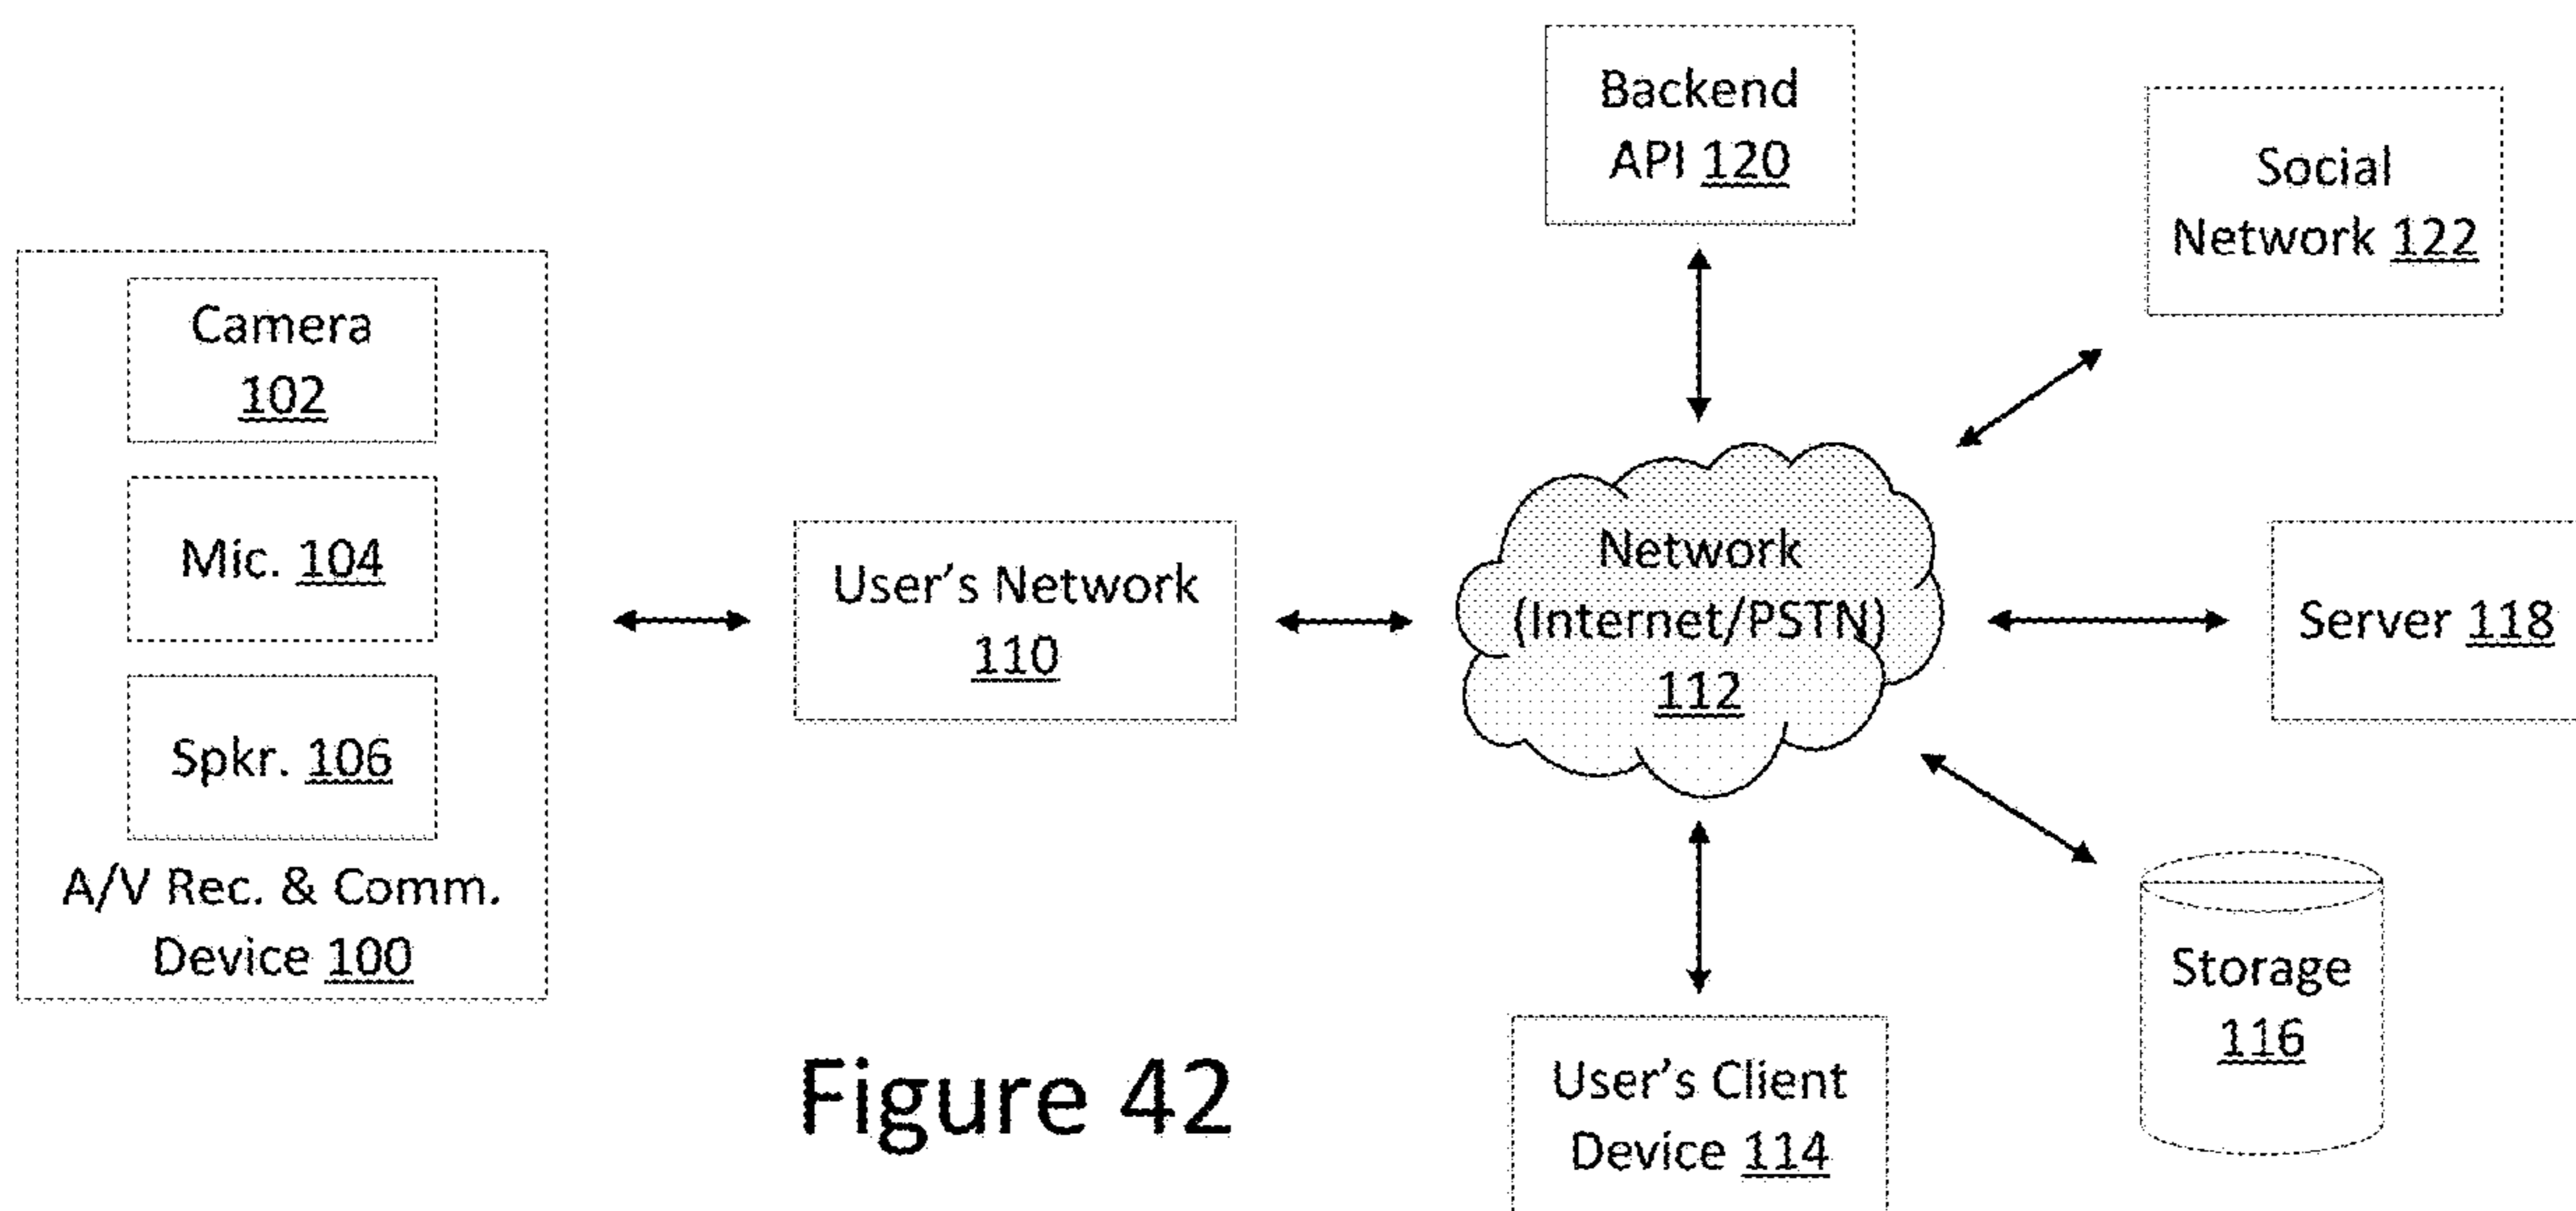 Backend
API 120
Social
Network 122
Camera
102
Mic. 104
Spkr. 106
A/V Rec. & Comm.
Device 100
User's Network
110
Network
(Internet/PSTN)
112
Server 118
Storage
116
User's Client
Device 114
Figure 42